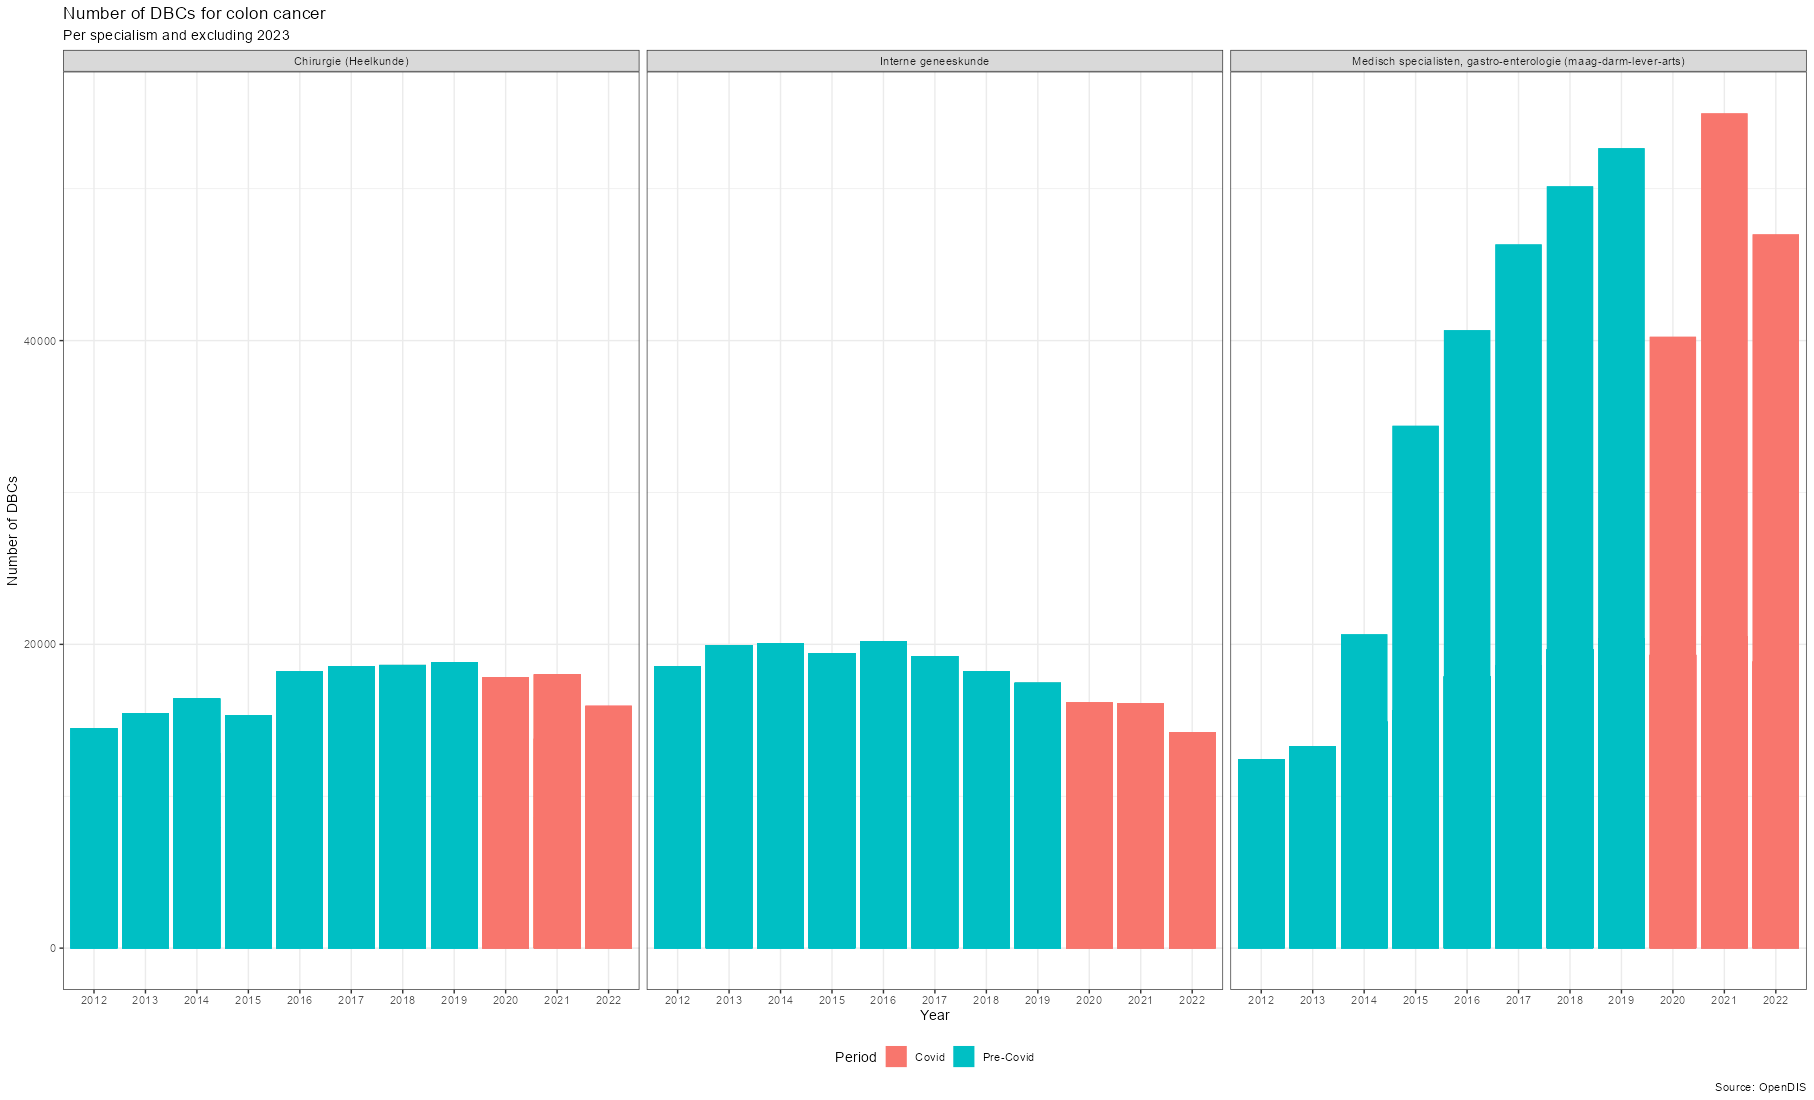 Number of DBCs for colon cancer
Per specialism and excluding 2023
Chirurgie (Heelkunde)
Interne geneeskunde
Medisch specialisten, gastro-enterologie (maag-darm-lever-arts)
Number of DBCs
40000
20000
0
2012 2013 2014 2015 2016 2017 2018 2019 2020 2021 2022
2012 2013 2014 2015 2016 2017 2018 2019 2020 2021 2022
2012 2013 2014 2015 2016 2017 2018 2019 2020 2021 2022
Year
Period Covid Pre-Covid
Source: OpenDIS